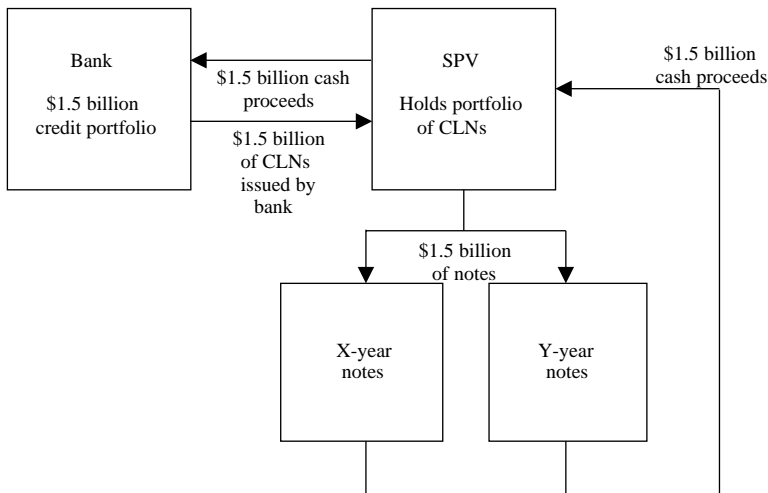 Bank
$1.5 billion
credit portfolio
$1.5 billion cash
proceeds
$1.5 billion
of CLNs
issued by
bank
SPV
Holds portfolio
of CLNs
$1.5 billion
cash proceeds
$1.5 billion
of notes
X-year
notes
Y-year
notes